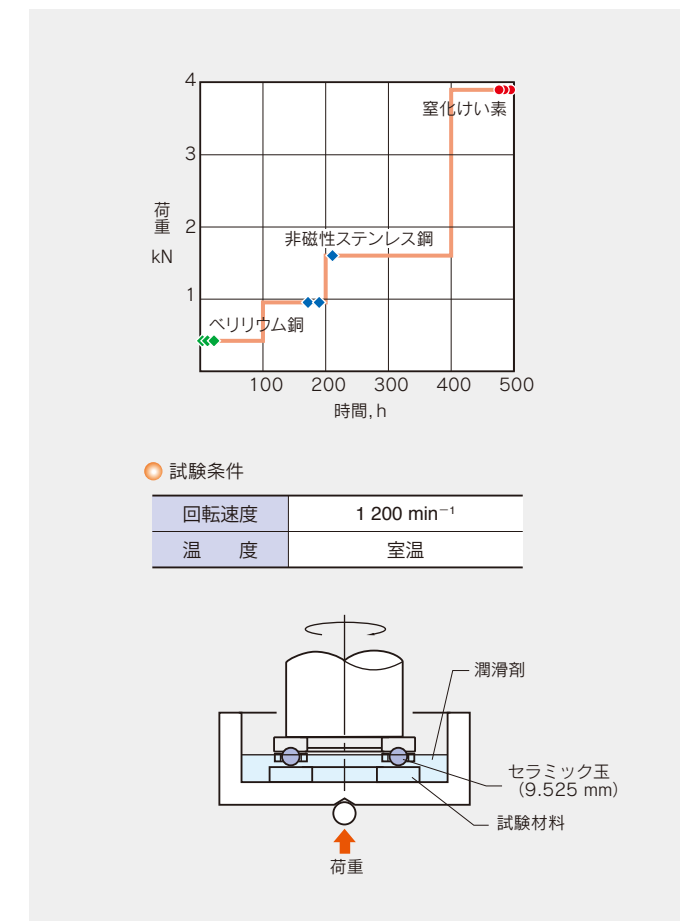 4
窒化けい素
3
荷重
kN
2
非磁性ステンレス鋼
1
ベリリウム銅
100 200 300 400 500
時間, h
試験条件
回転速度 1 200 min⁻¹
温 度 室温
潤滑剤
セラミック玉
(9.525 mm)
試験材料
荷重